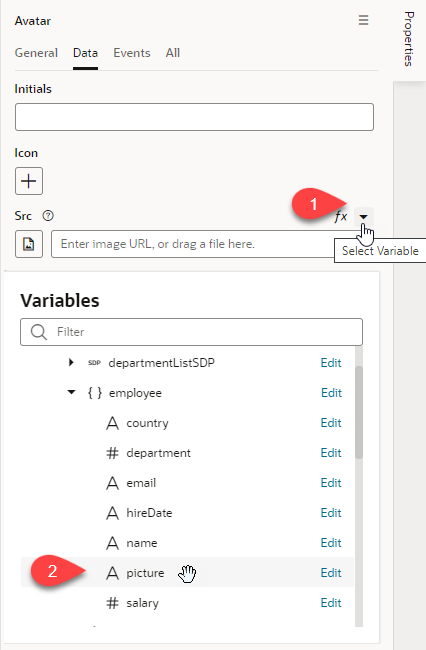 Avatar
Properties
General Data Events All
Initials
Icon
Src
1
fx
Select Variable
Enter image URL, or drag a file here.
Variables
Filter
SDP departmentListSDP Edit
{ } employee Edit
A country Edit
# department Edit
A email Edit
A hireDate Edit
A name Edit
2
A picture Edit
# salary Edit